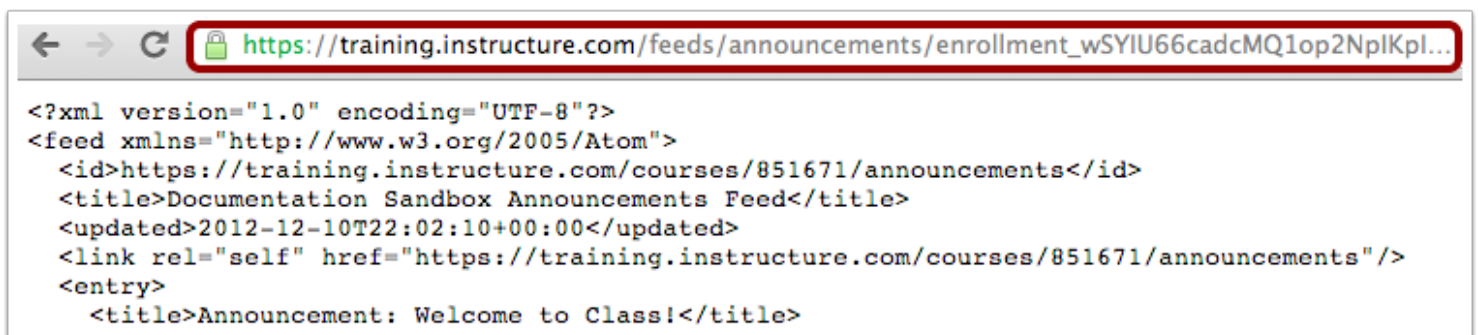 https://training.instructure.com/feeds/announcements/enrollment_wSYIU66cadcMQ1op2NpIKpI...
<?xml version="1.0" encoding="UTF-8"?>
<feed xmlns="http://www.w3.org/2005/Atom">
<id>https://training.instructure.com/courses/851671/announcements</id>
<title>Documentation Sandbox Announcements Feed</title>
<updated>2012-12-10T22:02:10+00:00</updated>
<link rel="self" href="https://training.instructure.com/courses/851671/announcements"/>
<entry>
<title>Announcement: Welcome to Class!</title>